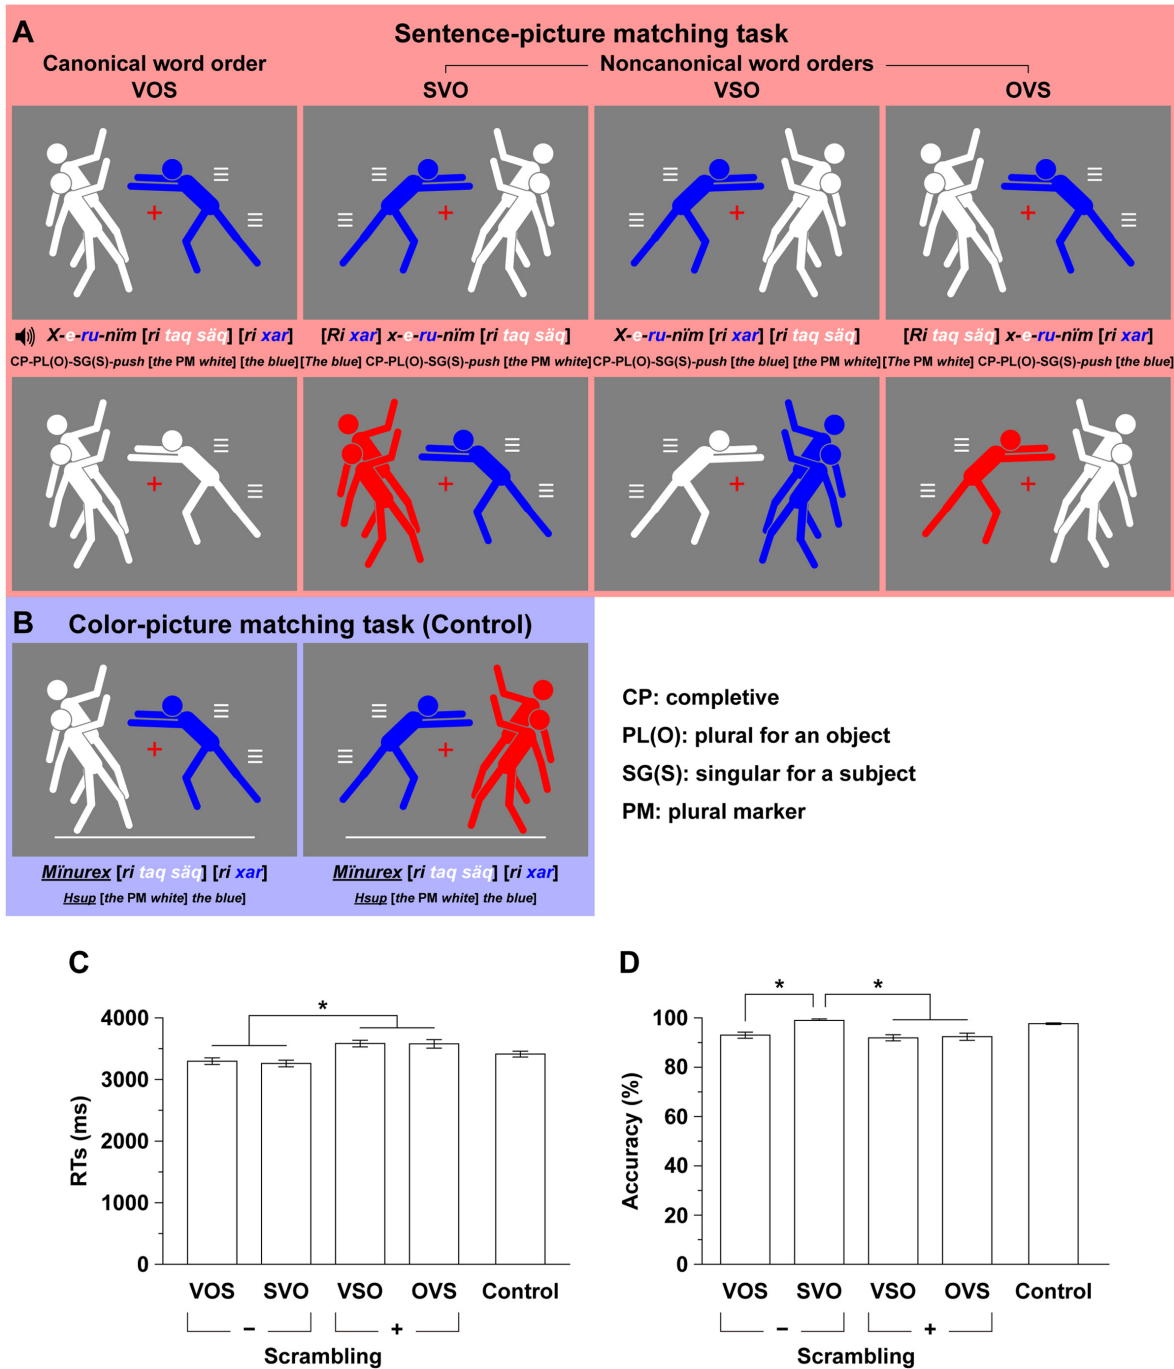 A
Sentence-picture matching task
Canonical word order
Noncanonical word orders
VOS
SVO
VSO
OVS
X-e-ru-nïm [ri taq säq] [ri xar]
[Ri xar] x-e-ru-nïm [ri taq säq]
X-e-ru-nïm [ri xar] [ri taq säq]
[Ri taq säq] x-e-ru-nïm [ri xar]
CP-PL(O)-SG(S)-push [the PM white] [the blue]
[The blue] CP-PL(O)-SG(S)-push [the PM white]
CP-PL(O)-SG(S)-push [the blue] [the PM white]
[The PM white] CP-PL(O)-SG(S)-push [the blue]
B
Color-picture matching task (Control)
Mïnurex [ri taq säq] [ri xar]
Mïnurex [ri taq säq] [ri xar]
Hsup [the PM white] the blue]
Hsup [the PM white] the blue]
CP: completive
PL(O): plural for an object
SG(S): singular for a subject
PM: plural marker
C
RTs (ms)
4000
3000
2000
1000
0
*
VOS SVO VSO OVS Control
− +
Scrambling
D
Accuracy (%)
100
80
60
40
20
0
* *
VOS SVO VSO OVS Control
− +
Scrambling